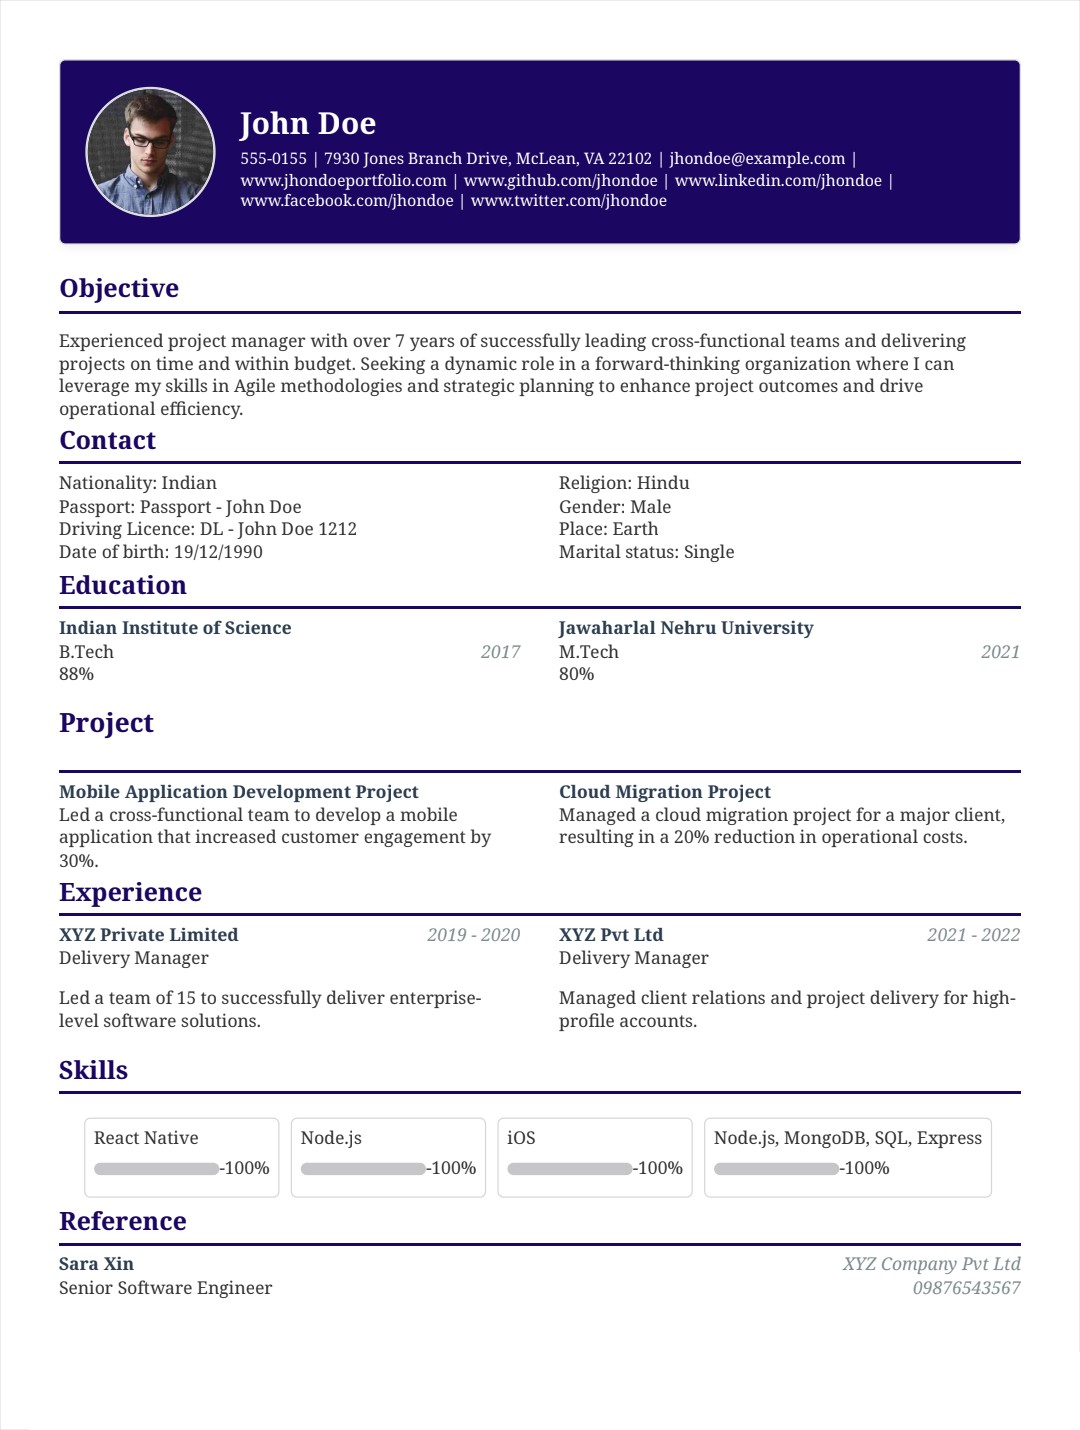 John Doe
555-0155 | 7930 Jones Branch Drive, McLean, VA 22102 | jhondoe@example.com |
www.jhondoeportfolio.com | www.github.com/jhondoe | www.linkedin.com/jhondoe |
www.facebook.com/jhondoe | www.twitter.com/jhondoe
Objective
Experienced project manager with over 7 years of successfully leading cross-functional teams and delivering
projects on time and within budget. Seeking a dynamic role in a forward-thinking organization where I can
leverage my skills in Agile methodologies and strategic planning to enhance project outcomes and drive
operational efficiency.
Contact
Nationality: Indian
Passport: Passport - John Doe
Driving Licence: DL - John Doe 1212
Date of birth: 19/12/1990
Religion: Hindu
Gender: Male
Place: Earth
Marital status: Single
Education
Indian Institute of Science
B.Tech 2017
88%
Jawaharlal Nehru University
M.Tech 2021
80%
Project
Mobile Application Development Project
Led a cross-functional team to develop a mobile
application that increased customer engagement by
30%.
Cloud Migration Project
Managed a cloud migration project for a major client,
resulting in a 20% reduction in operational costs.
Experience
XYZ Private Limited 2019 - 2020
Delivery Manager
Led a team of 15 to successfully deliver enterprise-
level software solutions.
XYZ Pvt Ltd 2021 - 2022
Delivery Manager
Managed client relations and project delivery for high-
profile accounts.
Skills
React Native
-100%
Node.js
-100%
iOS
-100%
Node.js, MongoDB, SQL, Express
-100%
Reference
Sara Xin XYZ Company Pvt Ltd
Senior Software Engineer 09876543567